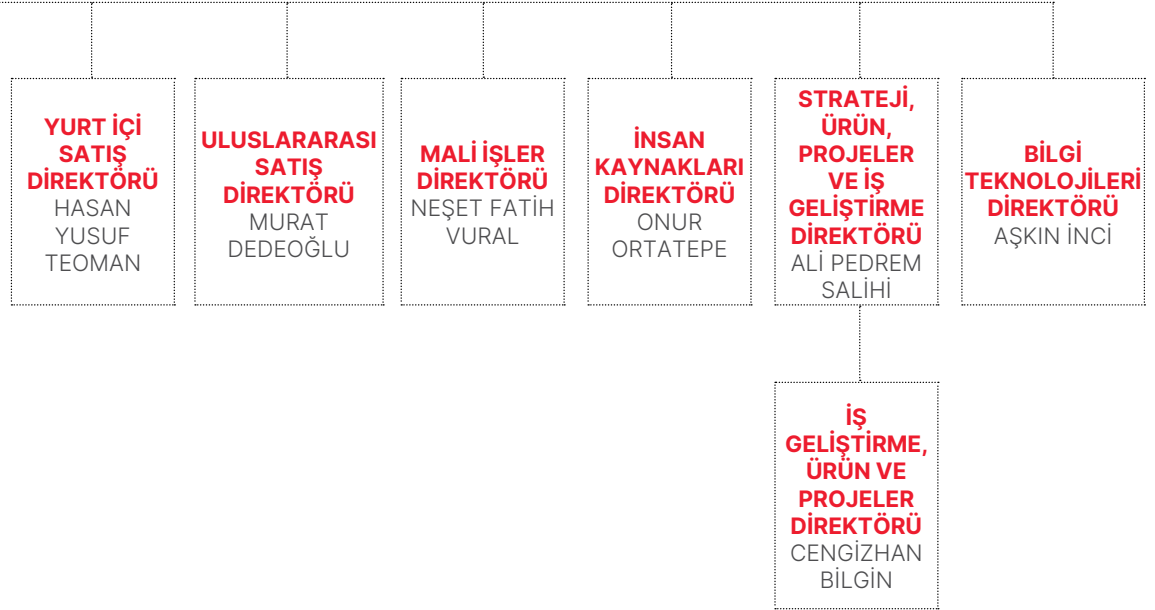 YURT İÇİ
SATIŞ
DİREKTÖRÜ
HASAN
YUSUF
TEOMAN
ULUSLARARASI
SATIŞ
DİREKTÖRÜ
MURAT
DEDEOĞLU
MALİ İŞLER
DİREKTÖRÜ
NEŞET FATİH
VURAL
İNSAN
KAYNAKLARI
DİREKTÖRÜ
ONUR
ORTATEPE
STRATEJİ,
ÜRÜN,
PROJELER
VE İŞ
GELİŞTİRME
DİREKTÖRÜ
ALİ PEDREM
SALİHİ
BİLGİ
TEKNOLOJİLERİ
DİREKTÖRÜ
AŞKIN İNCİ
İŞ
GELİŞTİRME,
ÜRÜN VE
PROJELER
DİREKTÖRÜ
CENGİZHAN
BİLGİN